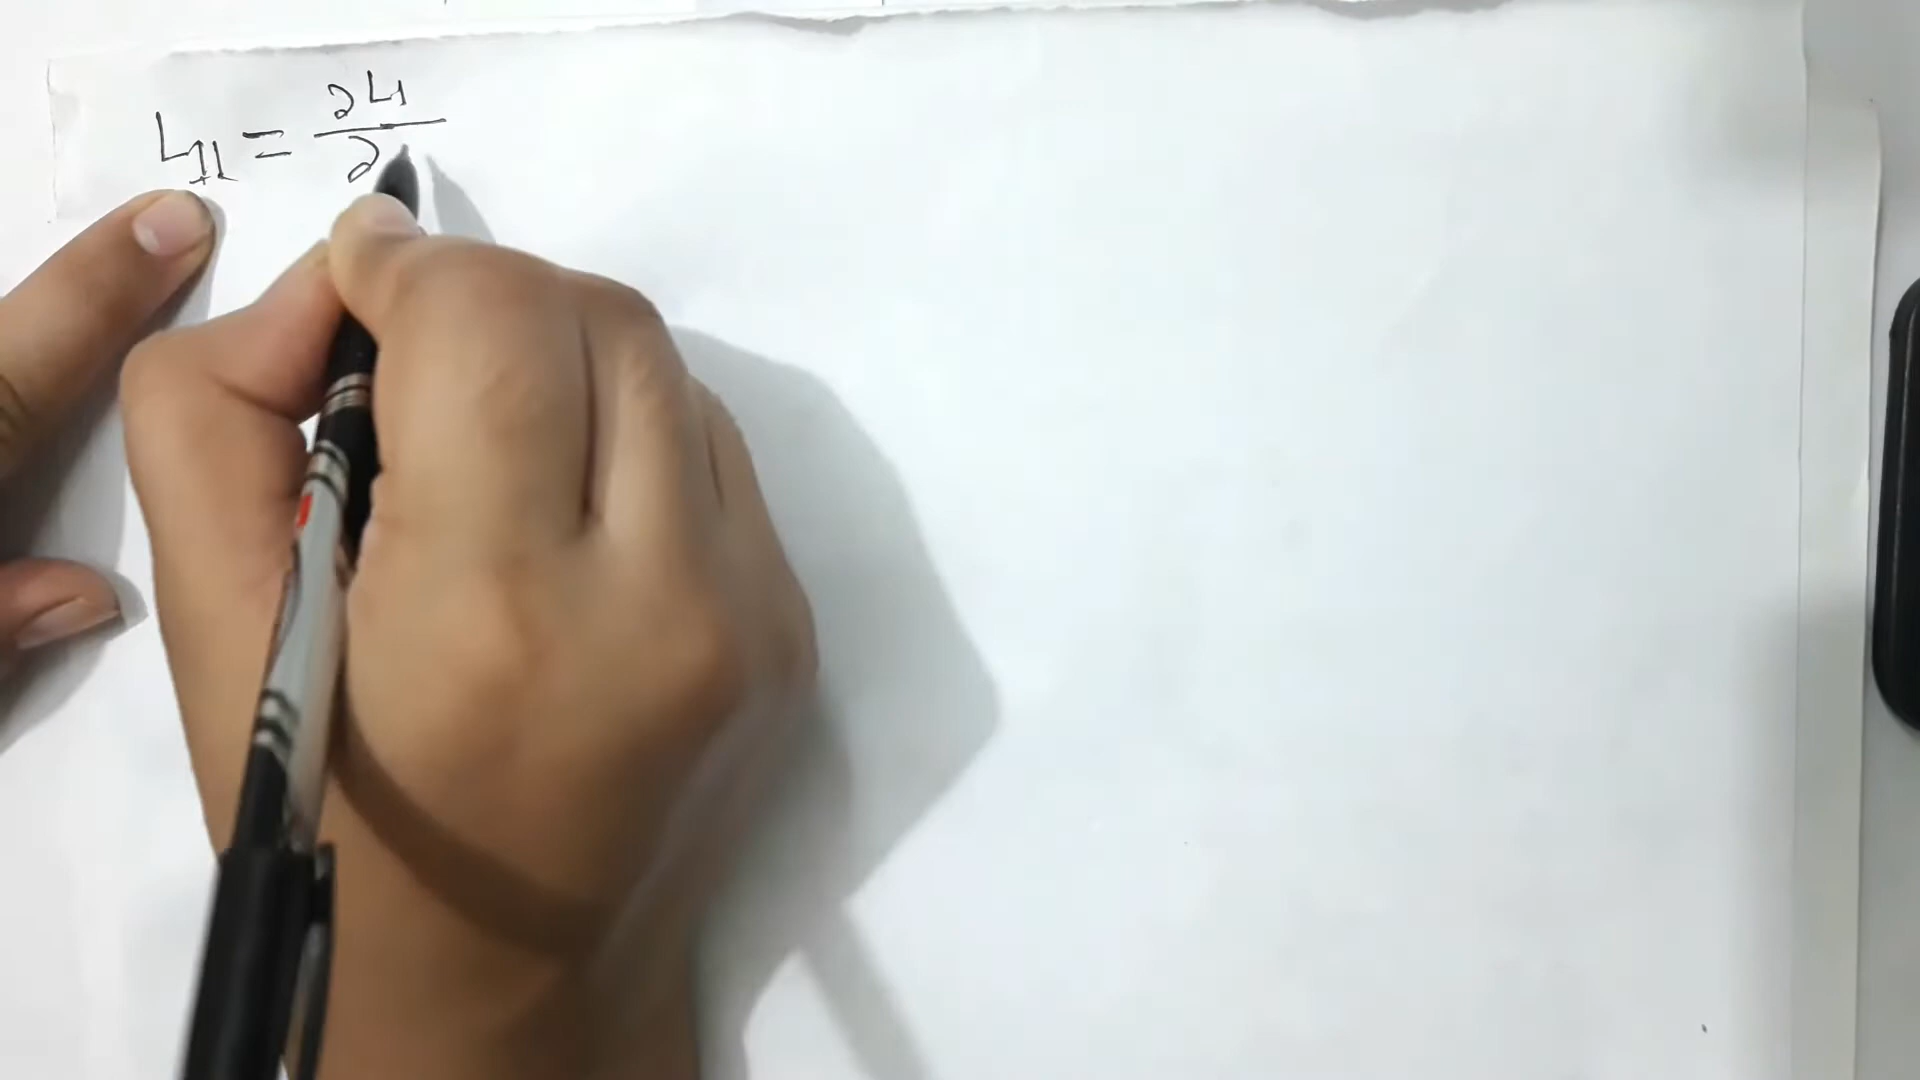 L₁₁ = ∂L₁ / ∂